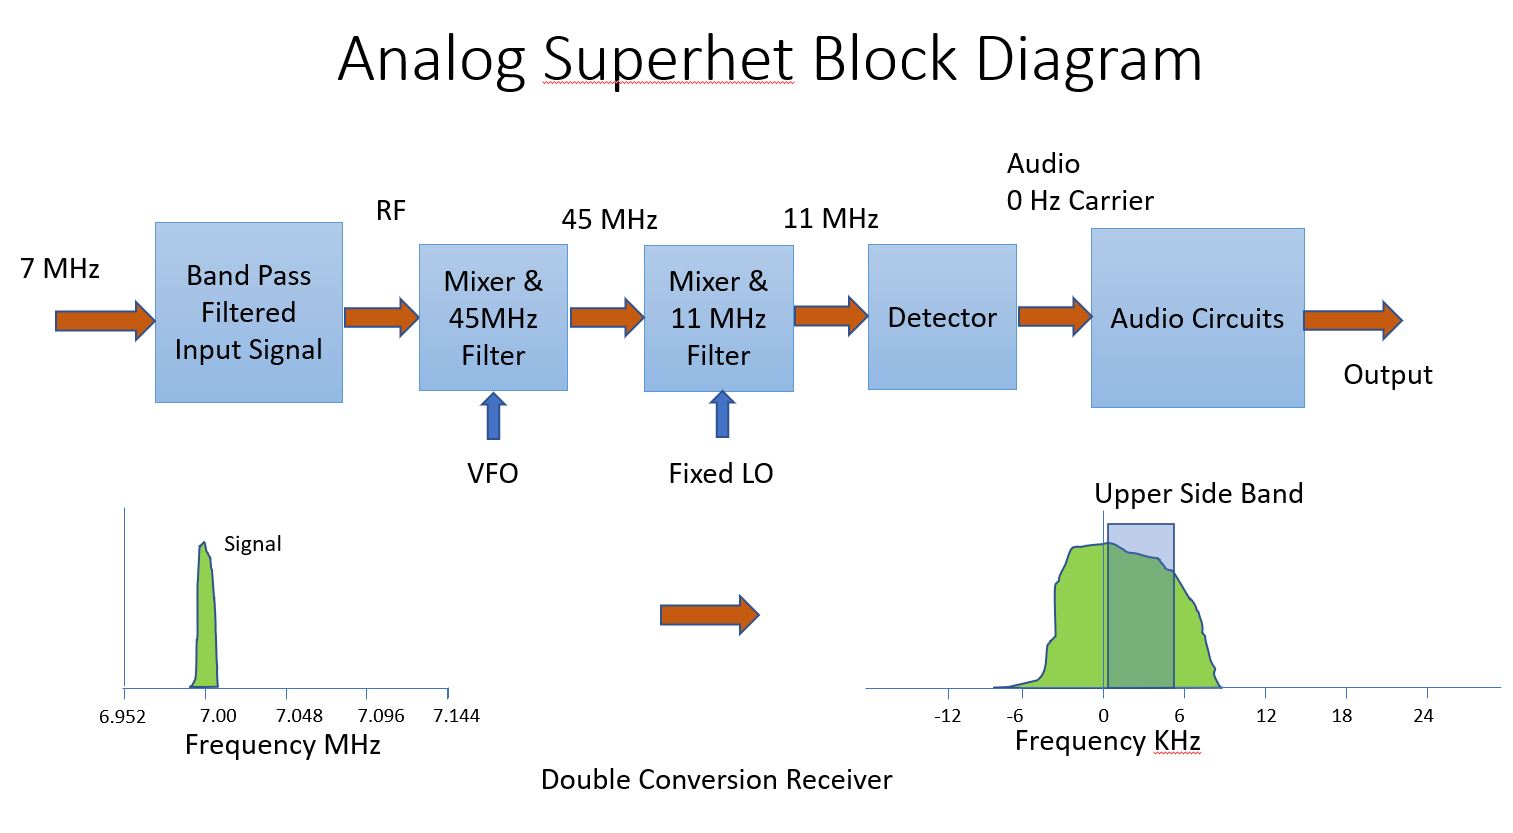 Analog Superhet Block Diagram
7 MHz
Band Pass
Filtered
Input Signal
RF
Mixer &
45MHz
Filter
VFO
45 MHz
Mixer &
11 MHz
Filter
Fixed LO
11 MHz
Detector
Audio
0 Hz Carrier
Audio Circuits
Output
Signal
6.952 7.00 7.048 7.096 7.144
Frequency MHz
Upper Side Band
-12 -6 0 6 12 18 24
Frequency KHz
Double Conversion Receiver